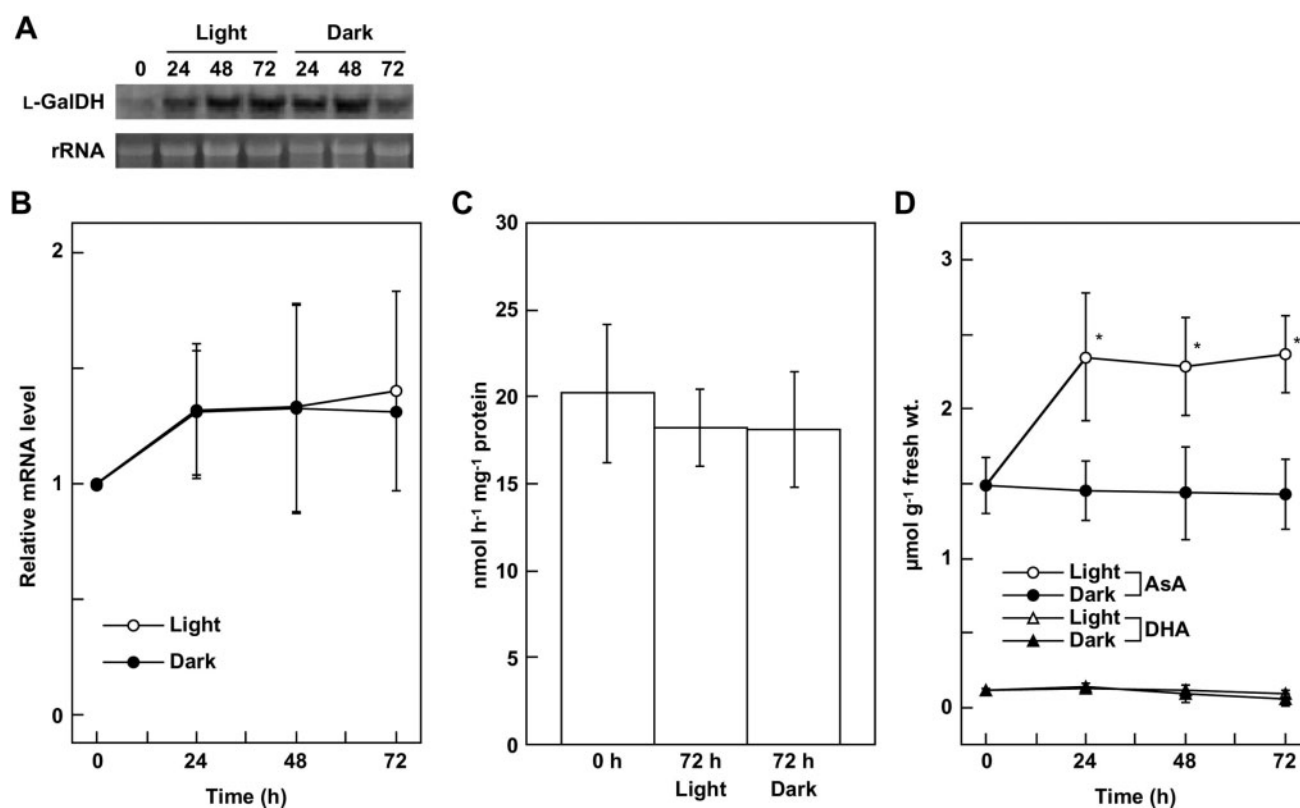 A
Light Dark
0 24 48 72 24 48 72
L-GalDH
rRNA
B
Relative mRNA level
2
1
0
Light
Dark
0 24 48 72
Time (h)
C
nmol h⁻¹ mg⁻¹ protein
30
25
20
15
10
5
0
0 h 72 h 72 h
Light Dark
D
µmol g⁻¹ fresh wt.
3
2
1
0
* * *
Light
Dark
AsA
Light
Dark
DHA
0 24 48 72
Time (h)